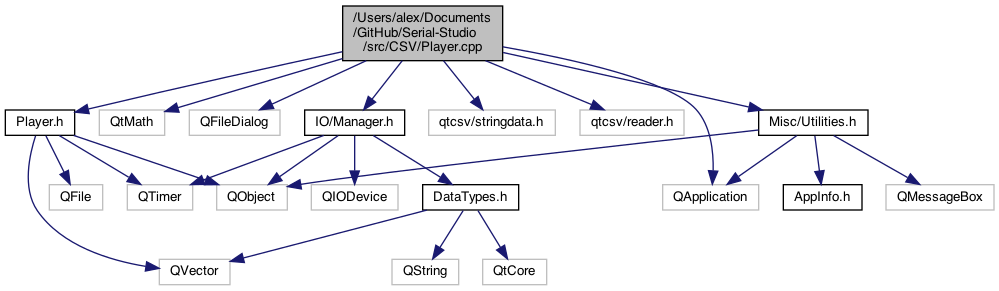 /Users/alex/Documents
/GitHub/Serial-Studio
/src/CSV/Player.cpp
Player.h
QtMath
QFileDialog
IO/Manager.h
qtcsv/stringdata.h
qtcsv/reader.h
Misc/Utilities.h
QFile
QTimer
QObject
QIODevice
DataTypes.h
QApplication
AppInfo.h
QMessageBox
QVector
QString
QtCore